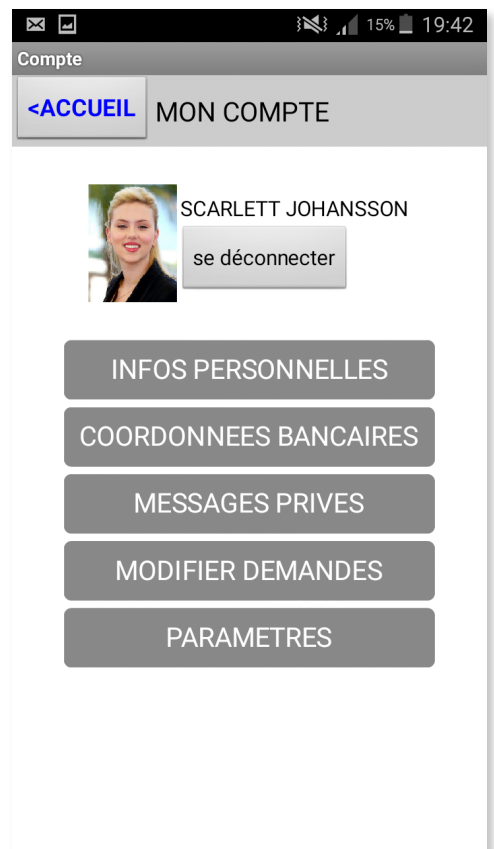 15% 19:42
Compte
<ACCUEIL MON COMPTE
SCARLETT JOHANSSON
se déconnecter
INFOS PERSONNELLES
COORDONNEES BANCAIRES
MESSAGES PRIVES
MODIFIER DEMANDES
PARAMETRES